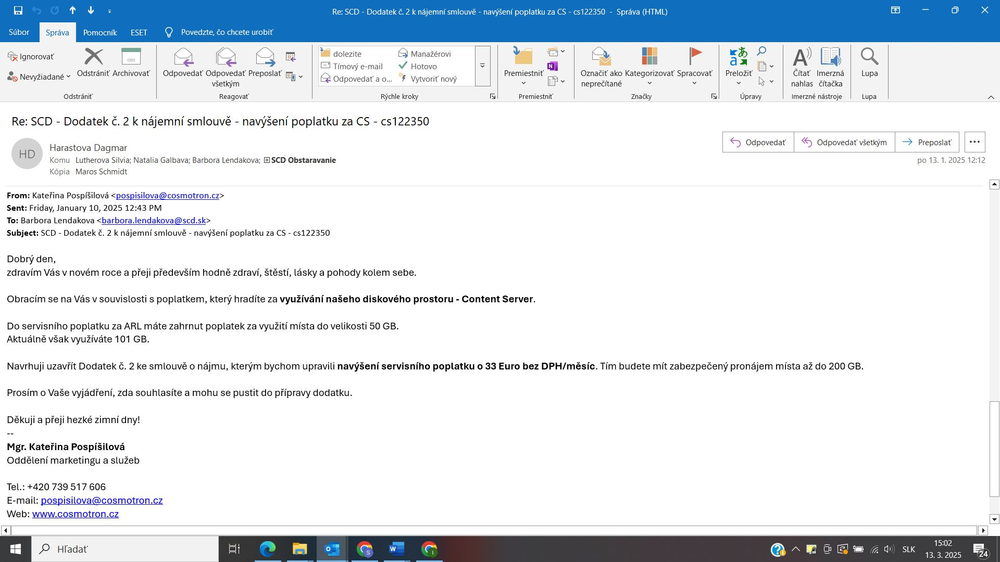 Re: SCD - Dodatek č. 2 k nájemní smlouvě - navýšení poplatku za CS - cs122350 - Správa (HTML)
Súbor Správa Pomocník ESET Povedzte, čo chcete urobiť
Ignorovať
Nevyžiadané
Odstrániť Archivovať
Odstrániť
Odpovedať Odpovedať všetkým Preposlať
Reagovať
dolezite Manažérovi
Tímový e-mail Hotovo
Odpovedať a o... Vytvoriť nový
Rýchle kroky
Premiestniť
Premiestniť
Označiť ako neprečítané Kategorizovať Spracovať
Značky
Preložiť
Úpravy
Čítať nahlas Imerzná čítačka
Imerzné nástroje
Lupa
Lupa
Re: SCD - Dodatek č. 2 k nájemní smlouvě - navýšení poplatku za CS - cs122350
HD
Harastova Dagmar
Komu Lutherova Silvia; Natalia Galbava; Barbora Lendakova; SCD Obstaravanie
Kópia Maros Schmidt
Odpovedať Odpovedať všetkým Preposlať
po 13. 1. 2025 12:12
From: Kateřina Pospíšilová <pospisilova@cosmotron.cz>
Sent: Friday, January 10, 2025 12:43 PM
To: Barbora Lendakova <barbora.lendakova@scd.sk>
Subject: SCD - Dodatek č. 2 k nájemní smlouvě - navýšení poplatku za CS - cs122350
Dobrý den,
zdravím Vás v novém roce a přeji především hodně zdraví, štěstí, lásky a pohody kolem sebe.
Obracím se na Vás v souvislosti s poplatkem, který hradíte za využívání našeho diskového prostoru - Content Server.
Do servisního poplatku za ARL máte zahrnut poplatek za využití místa do velikosti 50 GB.
Aktuálně však využíváte 101 GB.
Navrhuji uzavřít Dodatek č. 2 ke smlouvě o nájmu, kterým bychom upravili navýšení servisního poplatku o 33 Euro bez DPH/měsíc. Tím budete mít zabezpečený pronájem místa až do 200 GB.
Prosím o Vaše vyjádření, zda souhlasíte a mohu se pustit do přípravy dodatku.
Děkuji a přeji hezké zimní dny!
--
Mgr. Kateřina Pospíšilová
Oddělení marketingu a služeb
Tel.: +420 739 517 606
E-mail: pospisilova@cosmotron.cz
Web: www.cosmotron.cz
Hľadať
SLK
15:02
13. 3. 2025
24